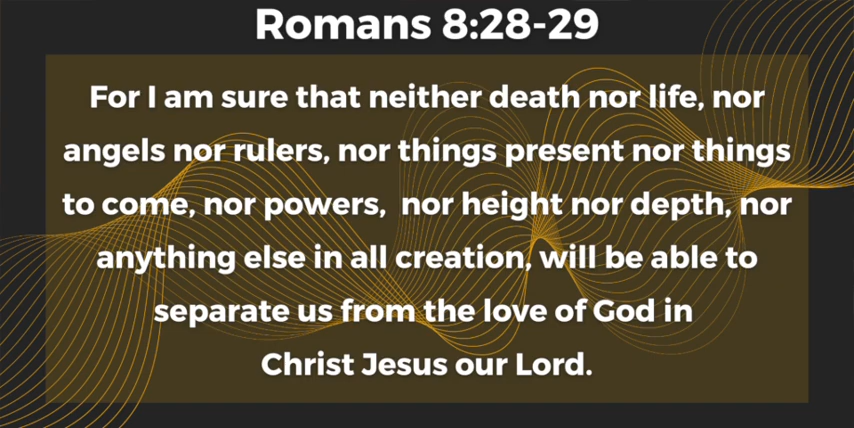 Romans 8:28-29
For I am sure that neither death nor life, nor
angels nor rulers, nor things present nor things
to come, nor powers,  nor height nor depth, nor
anything else in all creation, will be able to
separate us from the love of God in
Christ Jesus our Lord.